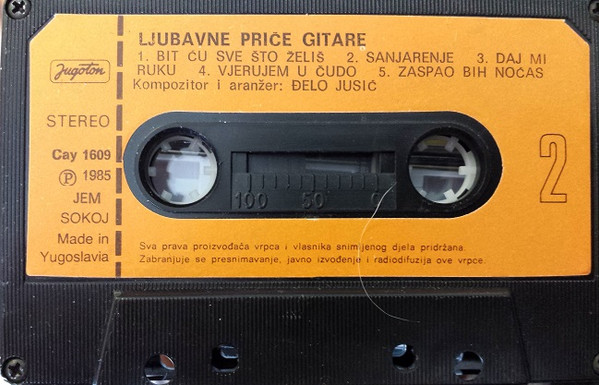 LJUBAVNE PRIČE GITARE
1. BIT ĆU SVE ŠTO ŽELIŠ 2. SANJARENJE 3. DAJ MI
RUKU 4. VJERUJEM U ČUDO 5. ZASPAO BIH NOĆAS
Kompozitor i aranžer: ĐELO JUSIĆ
Jugoton
STEREO
Cay 1609
Ⓟ 1985
JEM
SOKOJ
Made in
Yugoslavia
100 50 0
2
Sva prava proizvođača vrpca i vlasnika snimljenog djela pridržana.
Zabranjuje se presnimavanje, javno izvođenje i radiodifuzija ove vrpce.